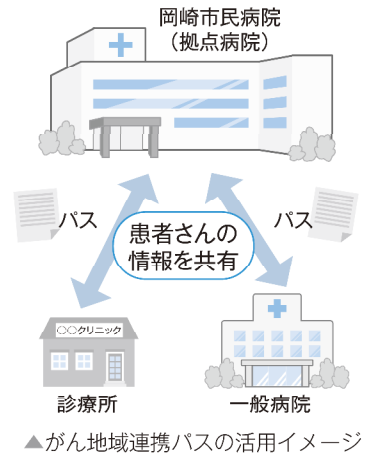 岡崎市民病院
（拠点病院）
パス
パス
患者さんの
情報を共有
〇〇クリニック
診療所
一般病院
▲がん地域連携パスの活用イメージ